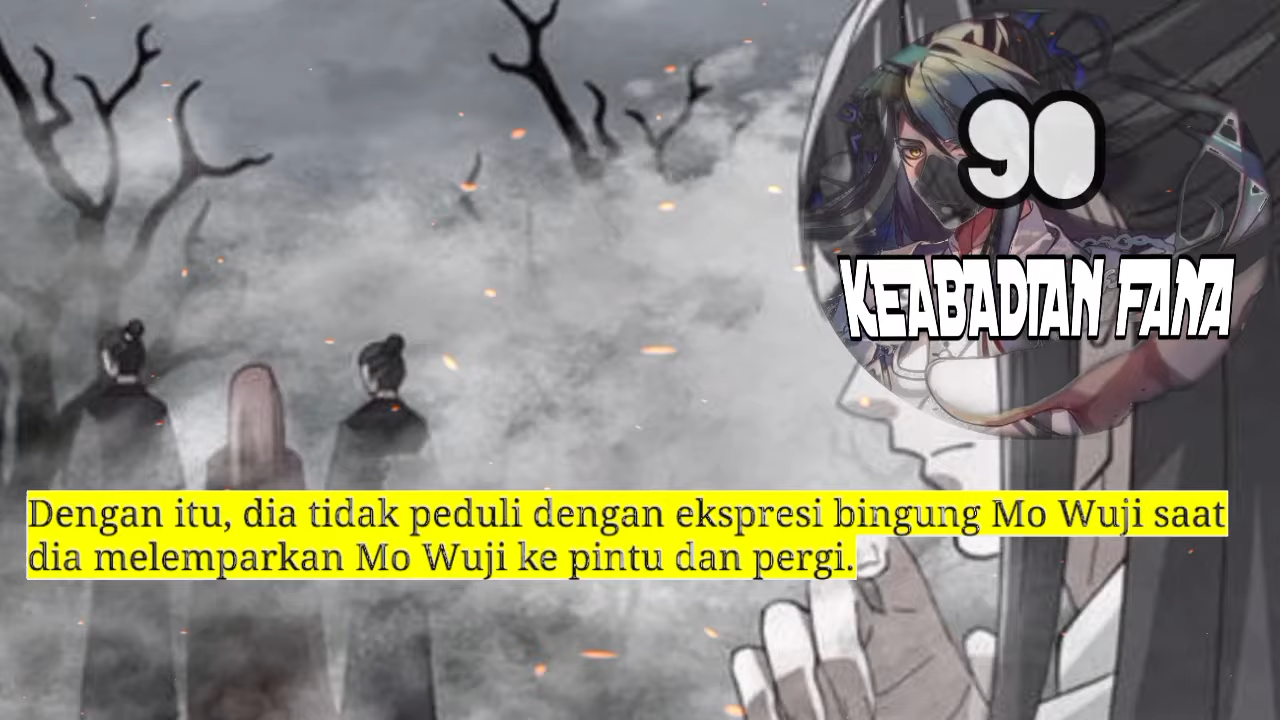 90
KEABADIAN FANA
Dengan itu, dia tidak peduli dengan ekspresi bingung Mo Wuji saat
dia melemparkan Mo Wuji ke pintu dan pergi.